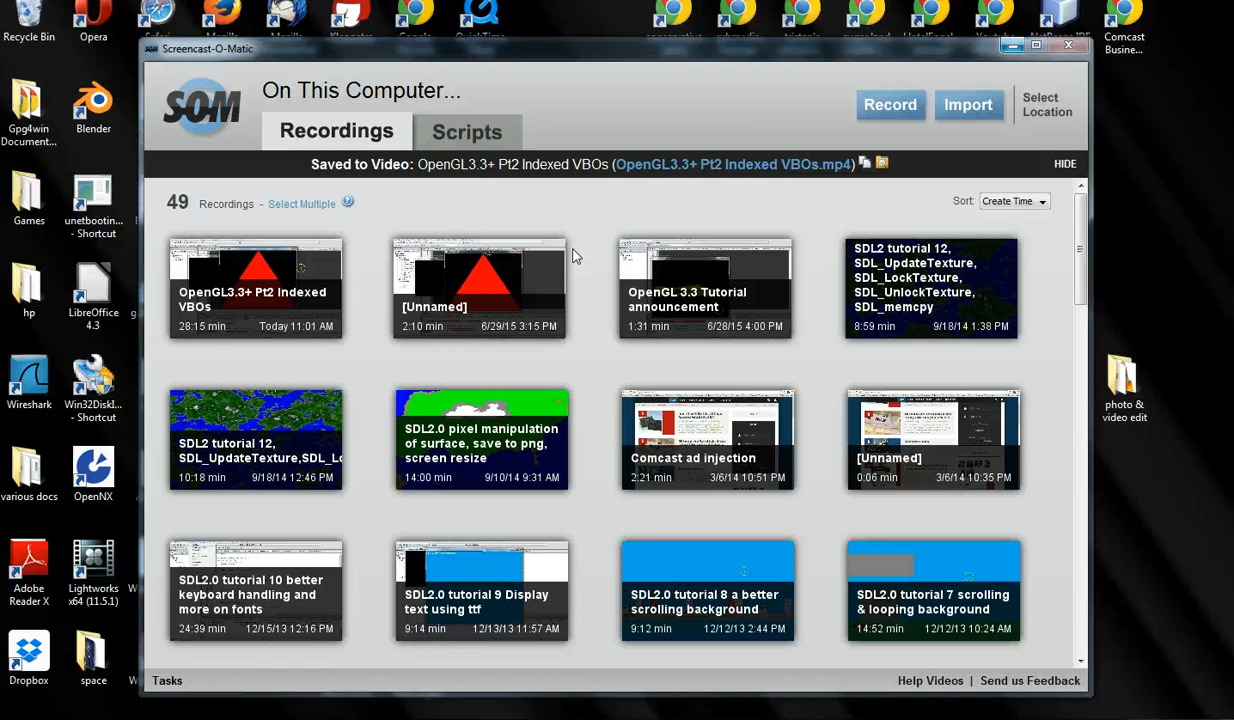 Recycle Bin
Opera
Comcast
Busine...
Screencast-O-Matic
SOM
On This Computer...
Recordings
Scripts
Record
Import
Select
Location
Saved to Video: OpenGL3.3+ Pt2 Indexed VBOs (OpenGL3.3+ Pt2 Indexed VBOs.mp4)
HIDE
49 Recordings - Select Multiple
Sort: Create Time
OpenGL3.3+ Pt2 Indexed
VBOs
28:15 min Today 11:01 AM
[Unnamed]
2:10 min 6/29/15 3:15 PM
OpenGL 3.3 Tutorial
announcement
1:31 min 6/28/15 4:00 PM
SDL2 tutorial 12,
SDL_UpdateTexture,
SDL_LockTexture,
SDL_UnlockTexture,
SDL_memcpy
8:59 min 9/18/14 1:38 PM
SDL2 tutorial 12,
SDL_UpdateTexture,SDL_Lo
10:18 min 9/18/14 12:46 PM
SDL2.0 pixel manipulation
of surface, save to png,
screen resize
14:00 min 9/10/14 9:31 AM
Comcast ad injection
2:21 min 3/6/14 10:51 PM
[Unnamed]
0:06 min 3/6/14 10:35 PM
SDL2.0 tutorial 10 better
keyboard handling and
more on fonts
24:39 min 12/15/13 12:16 PM
SDL2.0 tutorial 9 Display
text using ttf
9:14 min 12/13/13 11:57 AM
SDL2.0 tutorial 8 a better
scrolling background
9:12 min 12/12/13 2:44 PM
SDL2.0 tutorial 7 scrolling
& looping background
14:52 min 12/12/13 10:24 AM
Tasks
Help Videos | Send us Feedback
Gpg4win
Documen...
Blender
Games
unetbootin...
- Shortcut
hp
LibreOffice
4.3
Wireshark
Win32DiskI...
- Shortcut
various docs
OpenNX
Adobe
Reader X
Lightworks
x64 (11.5.1)
Dropbox
space
photo &
video edit